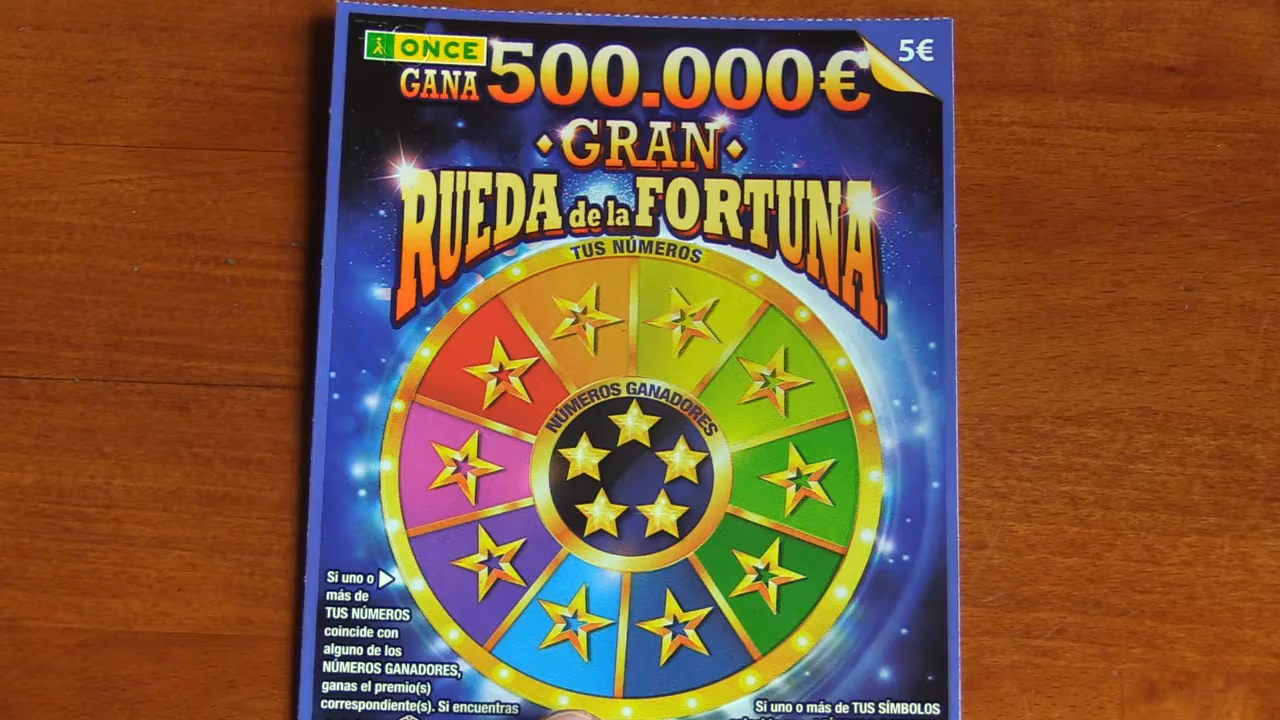 ONCE
5€
GANA 500.000€
GRAN
RUEDA de la FORTUNA
TUS NÚMEROS
NÚMEROS GANADORES
Si uno o
más de
TUS NÚMEROS
coincide con
alguno de los
NÚMEROS GANADORES,
ganas el premio(s)
correspondiente(s). Si encuentras
Si uno o más de TUS SÍMBOLOS